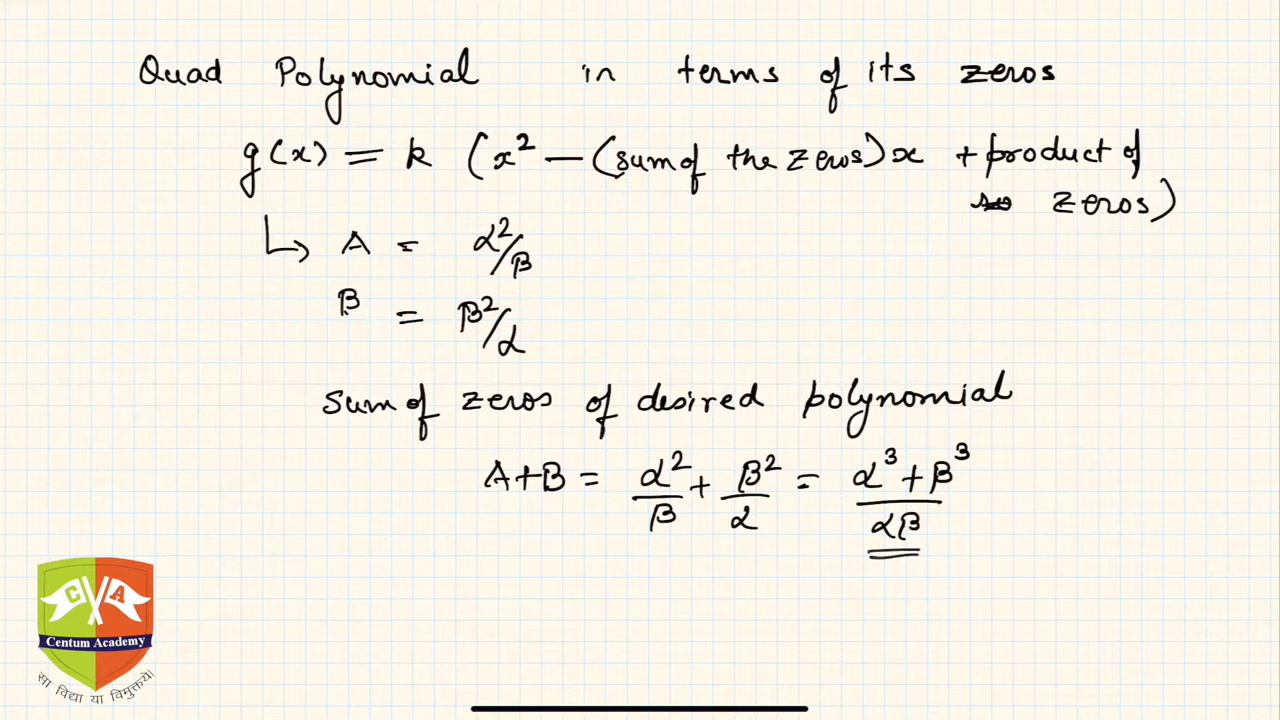 Quad Polynomial in terms of its zeros
g(x) = k (x² - (sum of the zeros)x + product of
zeros)
↳ A = α²/β
B = β²/α
Sum of zeros of desired polynomial
A+B = α²/β + β²/α = α³+β³/αβ
C A
Centum Academy
सा विद्या या विमुक्तये।